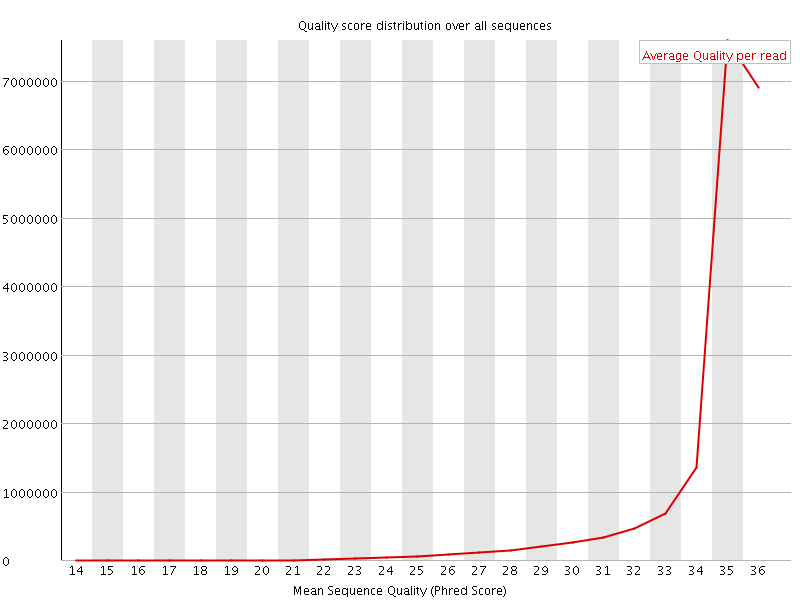 Quality score distribution over all sequences
Average Quality per read
7000000
6000000
5000000
4000000
3000000
2000000
1000000
0
14 15 16 17 18 19 20 21 22 23 24 25 26 27 28 29 30 31 32 33 34 35 36
Mean Sequence Quality (Phred Score)